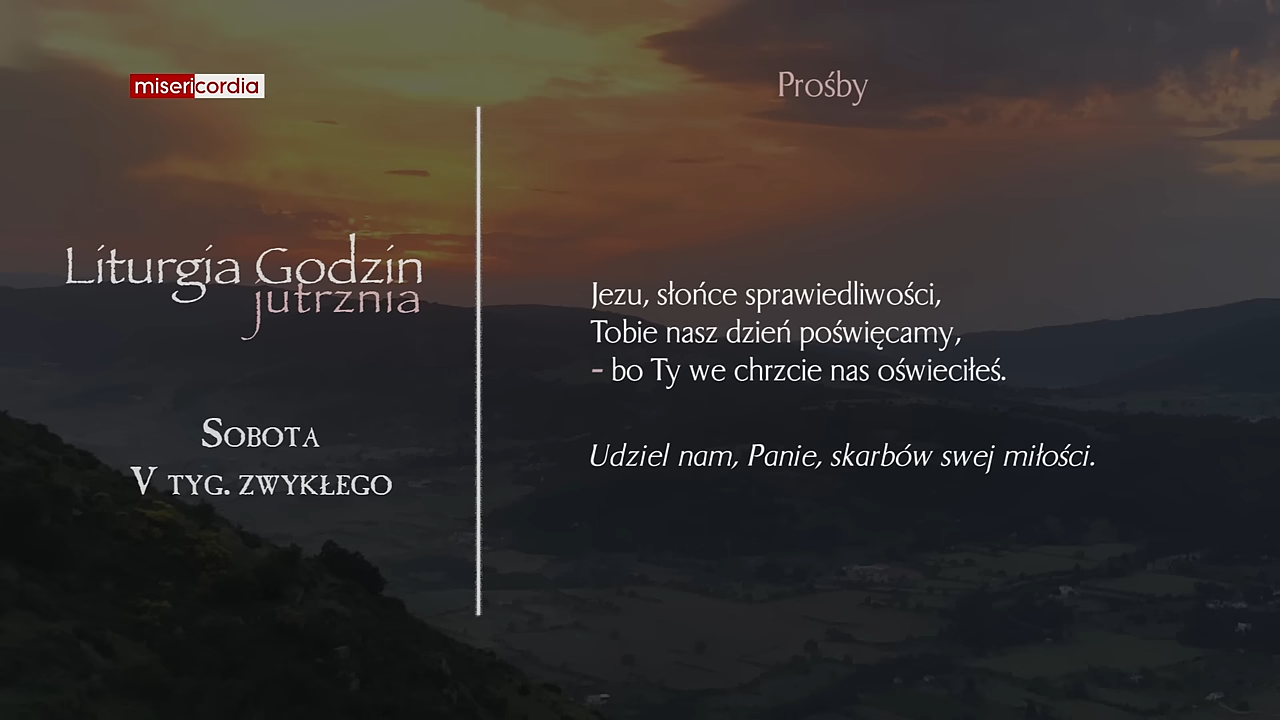 misericordia
Liturgia Godzin
jutrznia
Sobota
V tyg. zwykłego
Prośby
Jezu, słońce sprawiedliwości,
Tobie nasz dzień poświęcamy,
- bo Ty we chrzcie nas oświeciłeś.
Udziel nam, Panie, skarbów swej miłości.